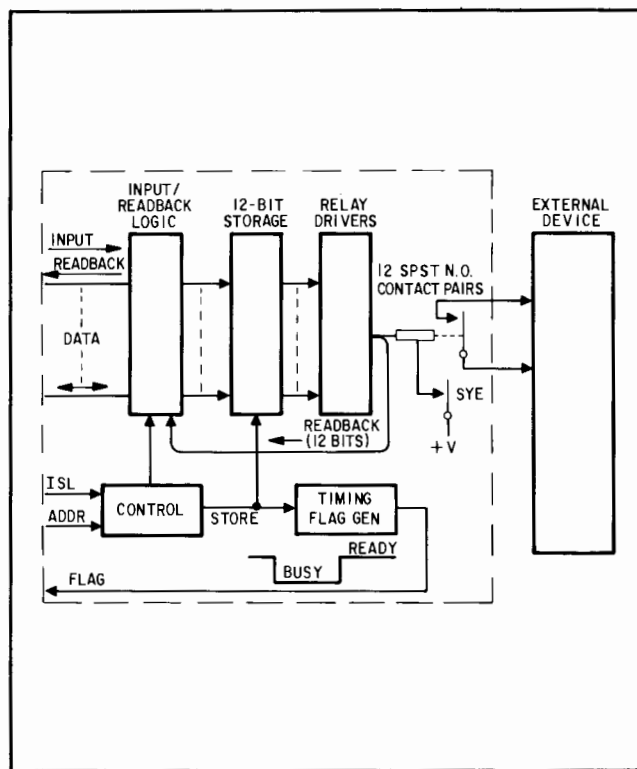 INPUT/
READBACK
LOGIC
12-BIT
STORAGE
RELAY
DRIVERS
EXTERNAL
DEVICE
INPUT
READBACK
DATA
12 SPST N.O.
CONTACT PAIRS
SYE
+V
READBACK
(12 BITS)
ISL
ADDR
CONTROL
STORE
TIMING
FLAG GEN
BUSY
READY
FLAG